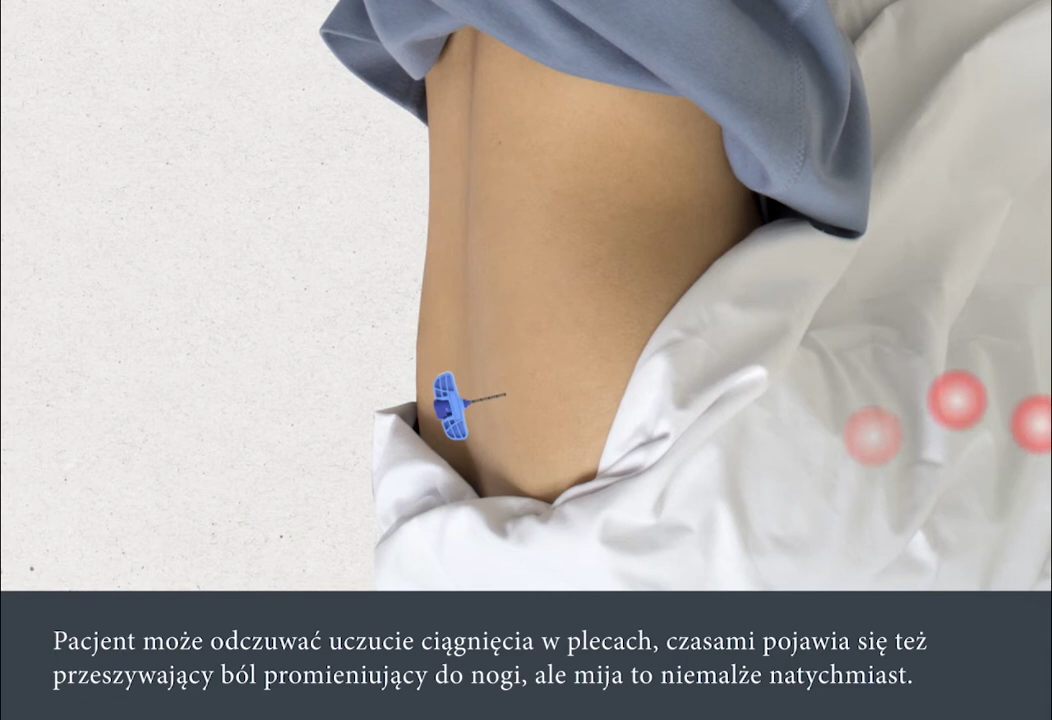 Pacjent może odczuwać uczucie ciągnięcia w plecach, czasami pojawia się też
przeszywający ból promieniujący do nogi, ale mija to niemalże natychmiast.